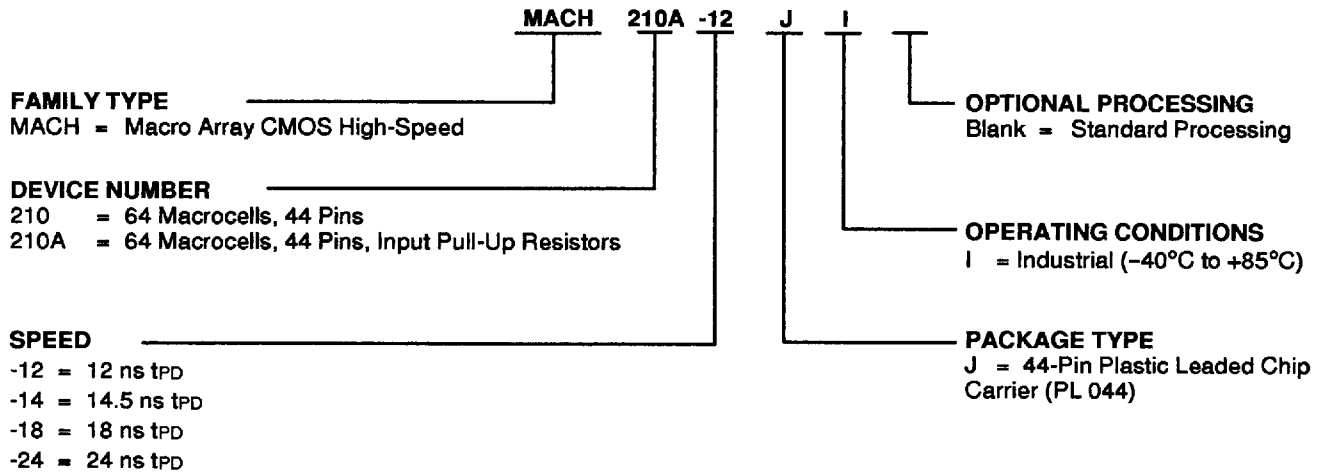 MACH 210A -12 J I
FAMILY TYPE
MACH = Macro Array CMOS High-Speed
DEVICE NUMBER
210 = 64 Macrocells, 44 Pins
210A = 64 Macrocells, 44 Pins, Input Pull-Up Resistors
SPEED
-12 = 12 ns tPD
-14 = 14.5 ns tPD
-18 = 18 ns tPD
-24 = 24 ns tPD
OPTIONAL PROCESSING
Blank = Standard Processing
OPERATING CONDITIONS
I = Industrial (–40°C to +85°C)
PACKAGE TYPE
J = 44-Pin Plastic Leaded Chip
Carrier (PL 044)